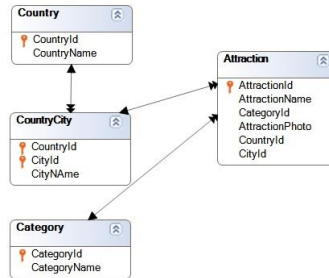 Country
CountryId
CountryName
Attraction
AttractionId
AttractionName
CategoryId
AttractionPhoto
CountryId
CityId
CountryCity
CountryId
CityId
CityNAme
Category
CategoryId
CategoryName